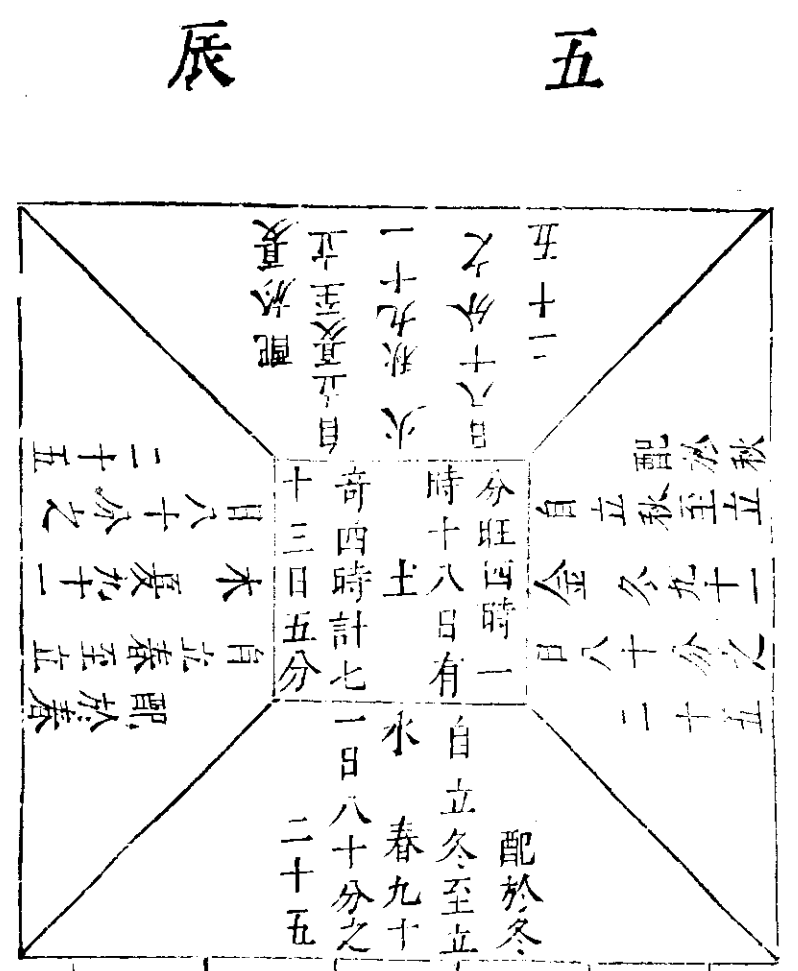 五辰
配於夏
自立夏至立
火 秋九十一
日八十分之
二十五
配於秋
自立秋至立
金 冬九十一
日八十分之
二十五
分旺四時一
時十八日有
土
奇四時計七
十三日五分
配於春
自立春至立
木 夏九十一
日八十分之
二十五
配於冬
自立冬至立
水 春九十
一日八十分之
二十五